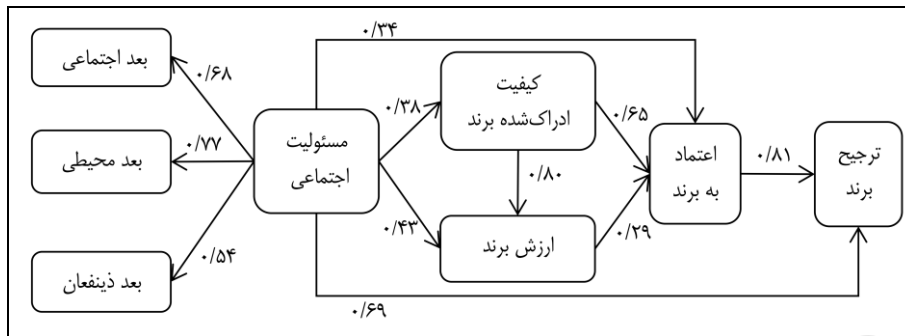 ۰/۳۴
بعد اجتماعی
۰/۶۸
کیفیت
ادراک‌شده برند
۰/۳۸
۰/۶۵
مسئولیت
اجتماعی
بعد محیطی
۰/۷۷
اعتماد
به برند
۰/۸۱
ترجیح
برند
۰/۸۰
۰/۴۳
ارزش برند
۰/۲۹
بعد ذینفعان
۰/۵۴
۰/۶۹